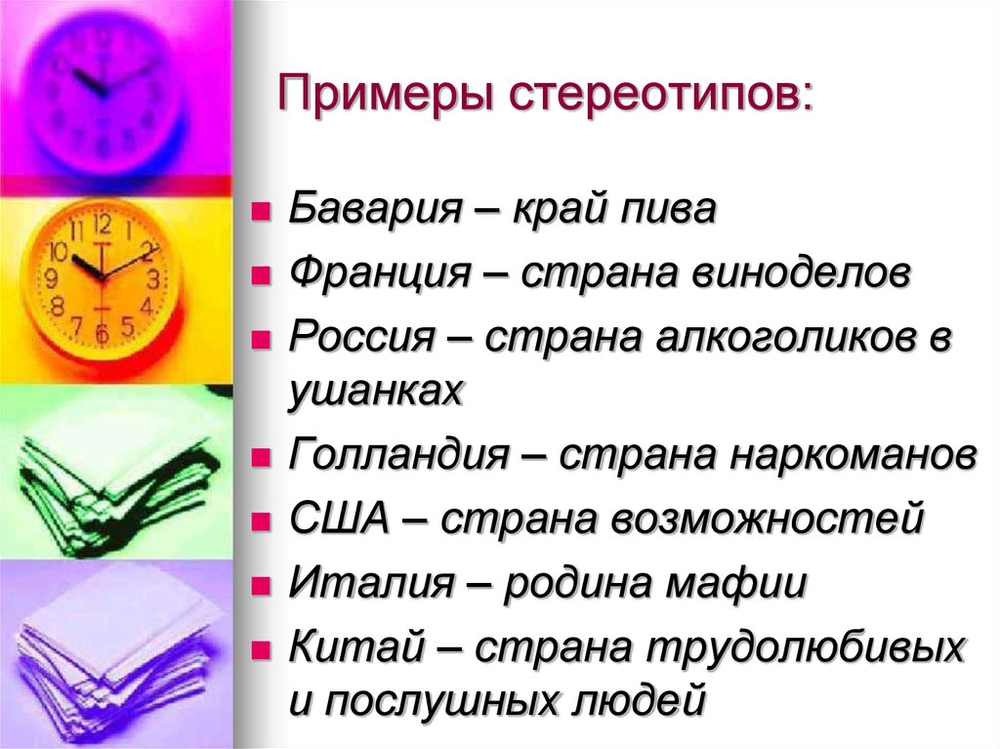 Примеры стереотипов:
Бавария – край пива
Франция – страна виноделов
Россия – страна алкоголиков в
ушанках
Голландия – страна наркоманов
США – страна возможностей
Италия – родина мафии
Китай – страна трудолюбивых
и послушных людей